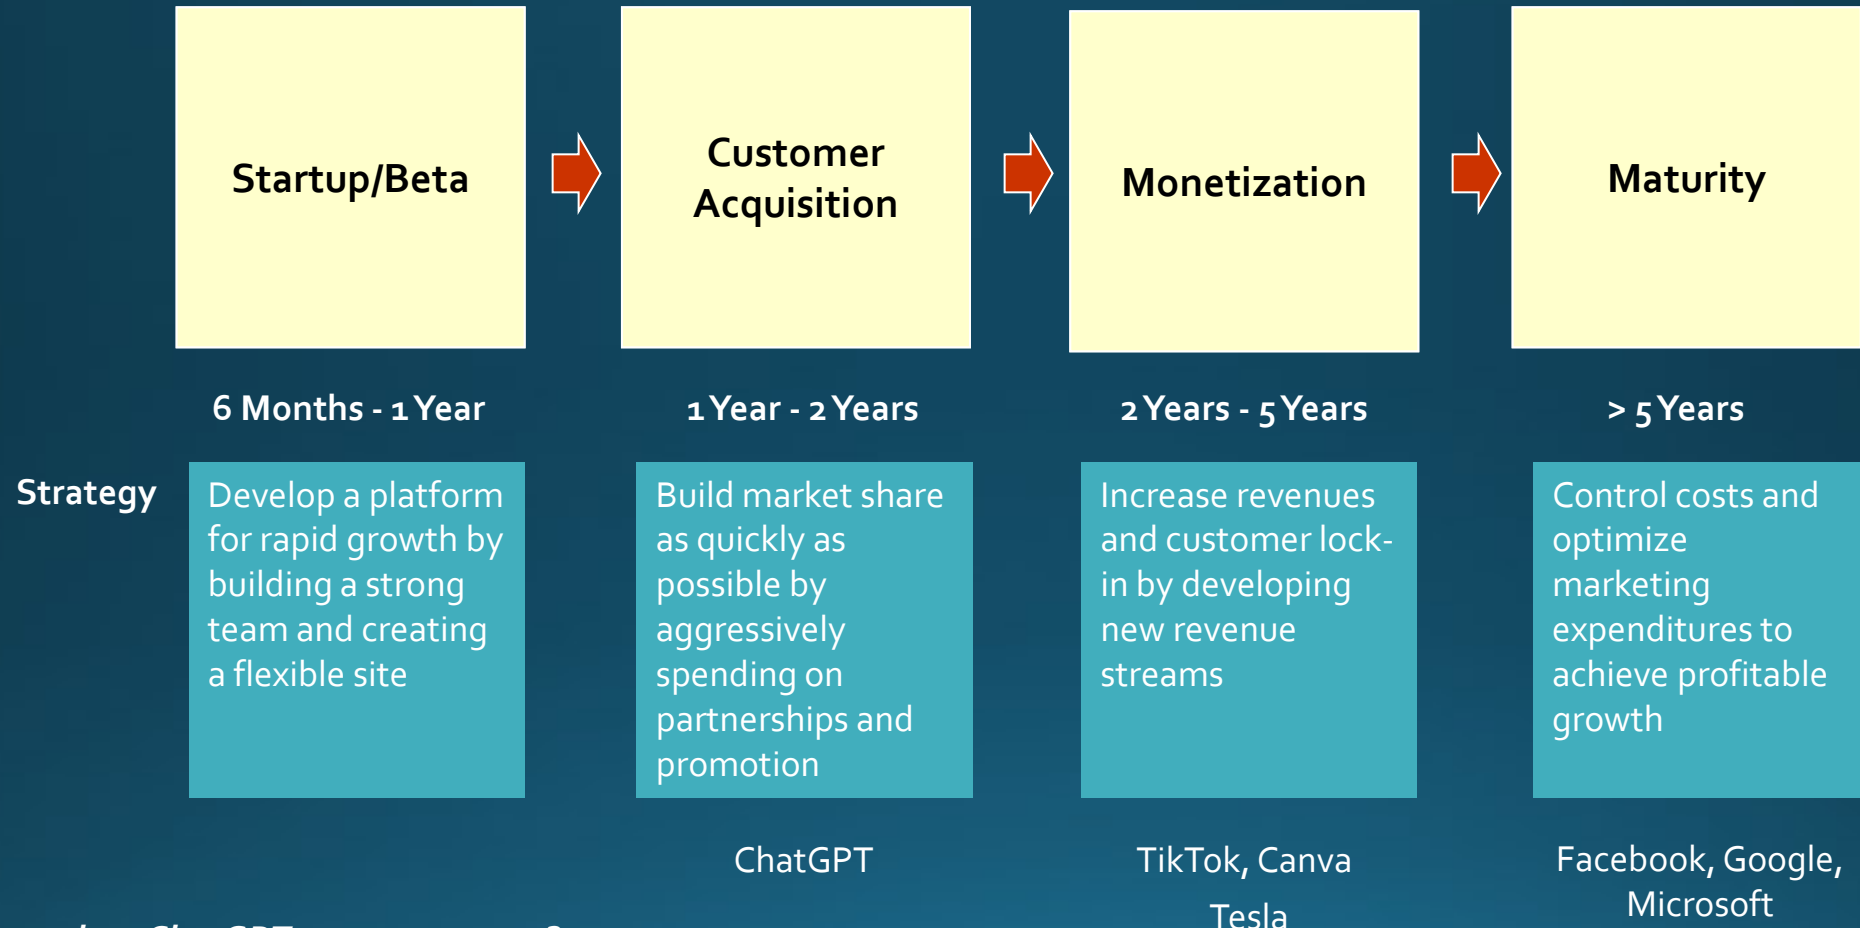 Startup/Beta
Customer
Acquisition
Monetization
Maturity
6 Months - 1 Year
1 Year - 2 Years
2 Years - 5 Years
> 5 Years
Strategy
Develop a platform
for rapid growth by
building a strong
team and creating
a flexible site
Build market share
as quickly as
possible by
aggressively
spending on
partnerships and
promotion
Increase revenues
and customer lock-
in by developing
new revenue
streams
Control costs and
optimize
marketing
expenditures to
achieve profitable
growth
ChatGPT
TikTok, Canva
Tesla
Facebook, Google,
Microsoft
ChatGPT